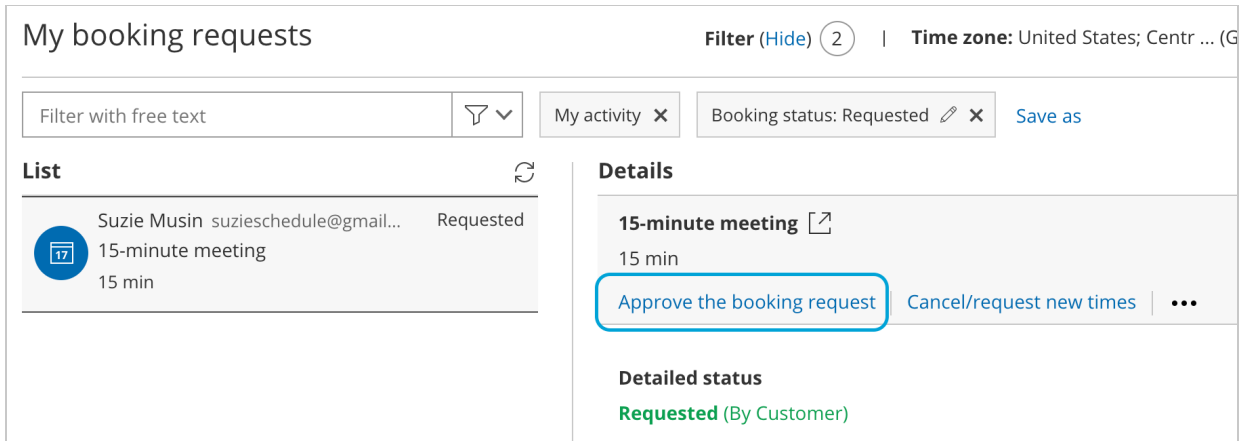 My booking requests
Filter (Hide) 2 | Time zone: United States; Centr ... (G
Filter with free text
My activity
Booking status: Requested
Save as
List
Suzie Musin suzieschedule@gmail... Requested
17
15-minute meeting
15 min
Details
15-minute meeting
15 min
Approve the booking request
Cancel/request new times
Detailed status
Requested (By Customer)